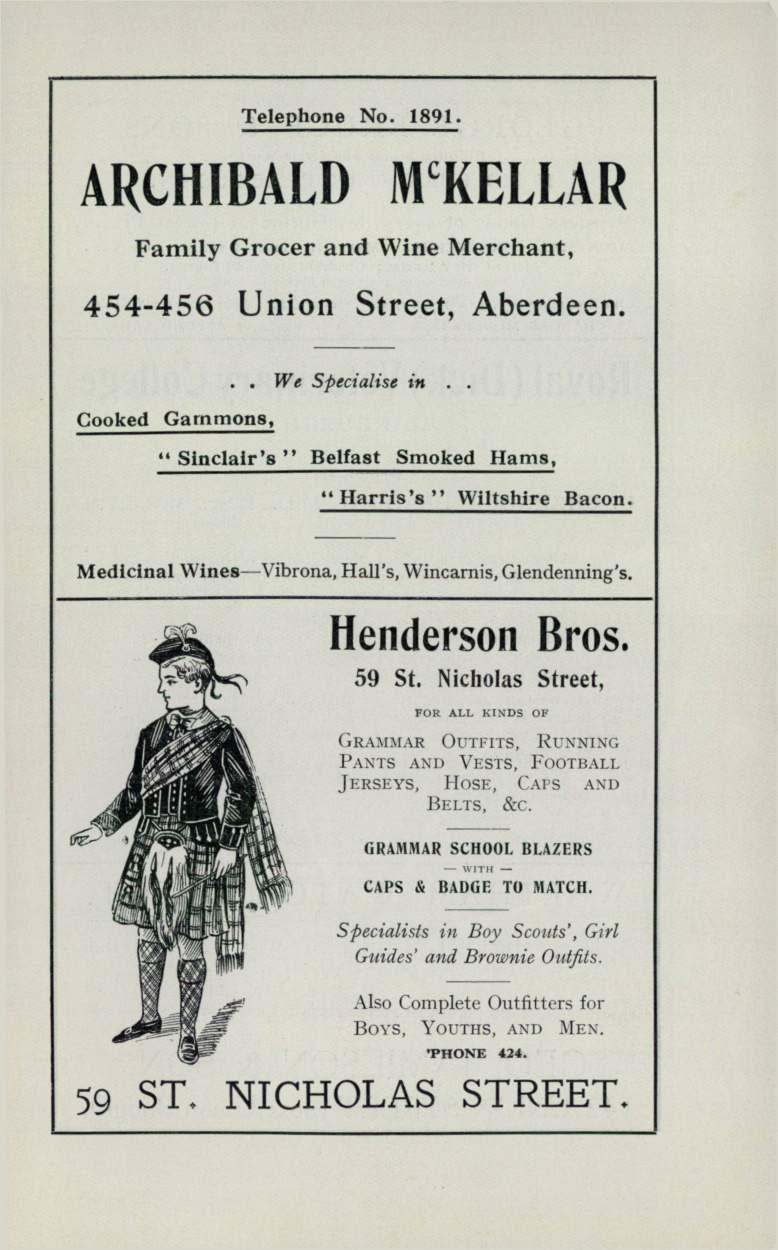 Telephone No. 1891.
ARCHIBALD McKELLAR
Family Grocer and Wine Merchant,
454-456 Union Street, Aberdeen.
. . We Specialise in . .
Cooked Gammons,
"Sinclair's" Belfast Smoked Hams,
"Harris's" Wiltshire Bacon.
Medicinal Wines—Vibrona, Hall's, Wincarnis, Glendenning's.
Henderson Bros.
59 St. Nicholas Street,
FOR ALL KINDS OF
GRAMMAR OUTFITS, RUNNING
PANTS AND VESTS, FOOTBALL
JERSEYS, HOSE, CAPS AND
BELTS, &C.
GRAMMAR SCHOOL BLAZERS
— WITH —
CAPS & BADGE TO MATCH.
Specialists in Boy Scouts', Girl
Guides' and Brownie Outfits.
Also Complete Outfitters for
BOYS, YOUTHS, AND MEN.
'PHONE 424.
59 ST. NICHOLAS STREET.